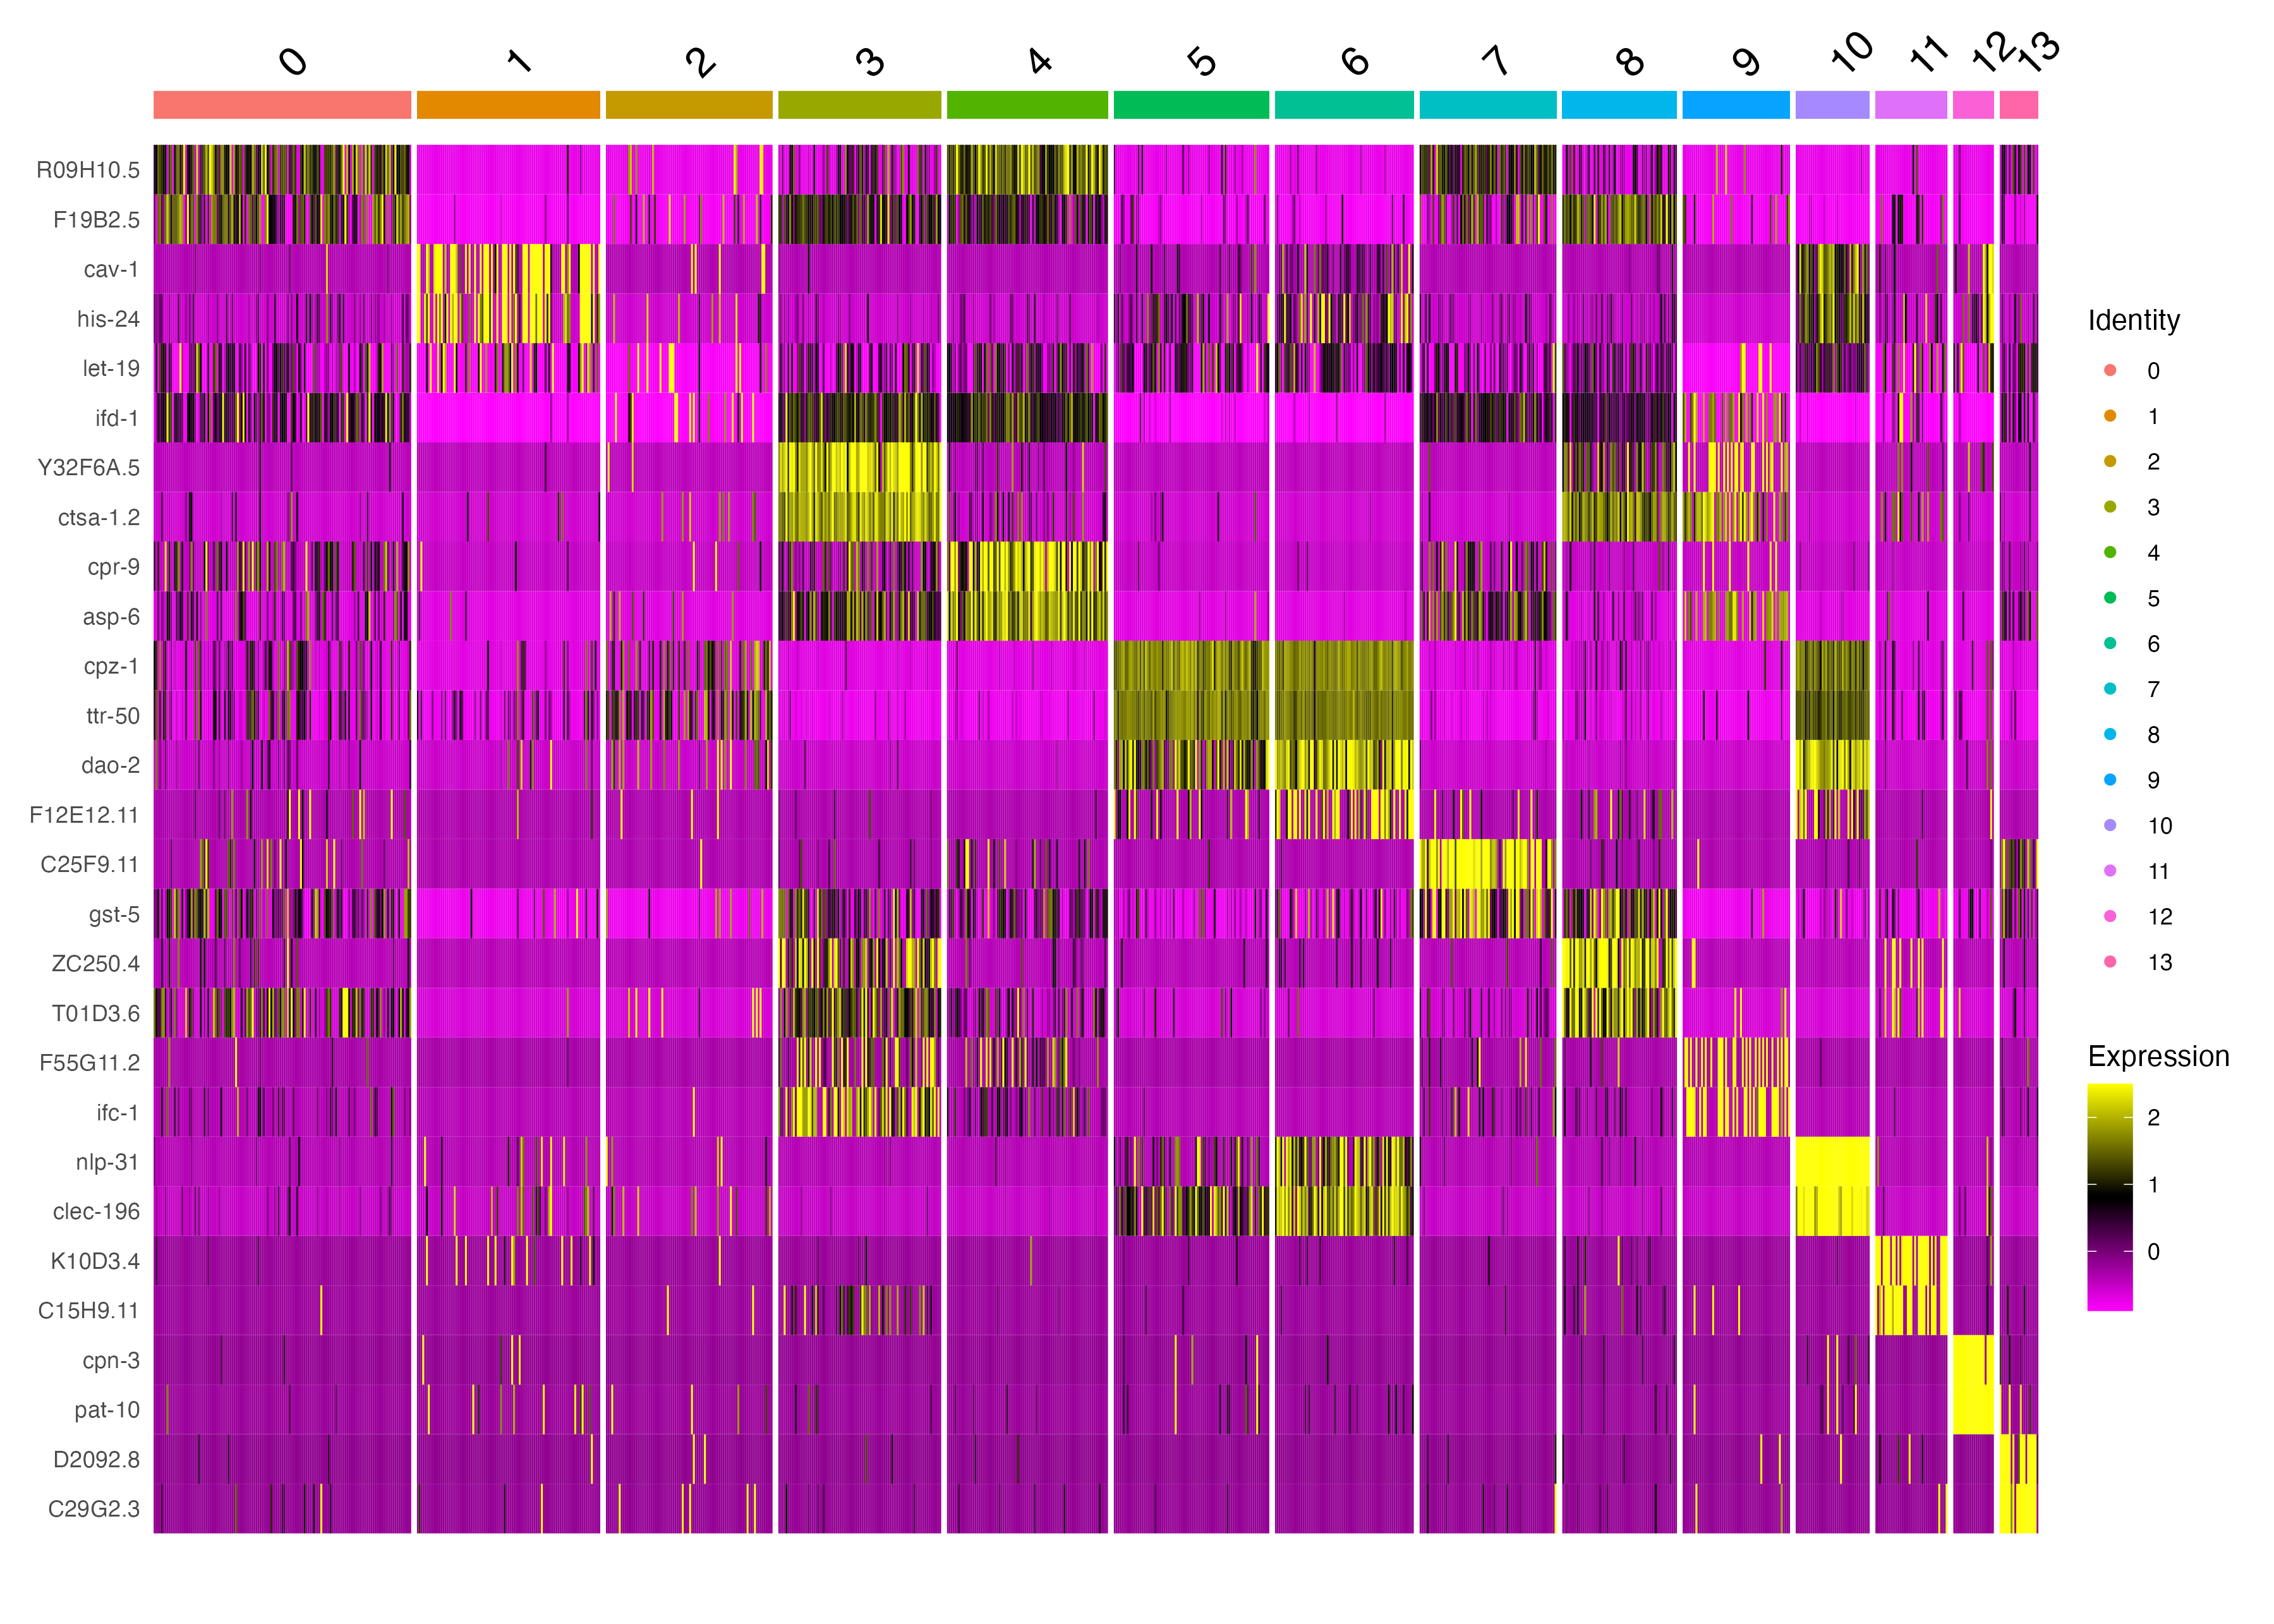 0 1 2 3 4 5 6 7 8 9 10 11 12 13
R09H10.5
F19B2.5
cav-1
his-24
let-19
ifd-1
Y32F6A.5
ctsa-1.2
cpr-9
asp-6
cpz-1
ttr-50
dao-2
F12E12.11
C25F9.11
gst-5
ZC250.4
T01D3.6
F55G11.2
ifc-1
nlp-31
clec-196
K10D3.4
C15H9.11
cpn-3
pat-10
D2092.8
C29G2.3
Identity
0
1
2
3
4
5
6
7
8
9
10
11
12
13
Expression
2
1
0